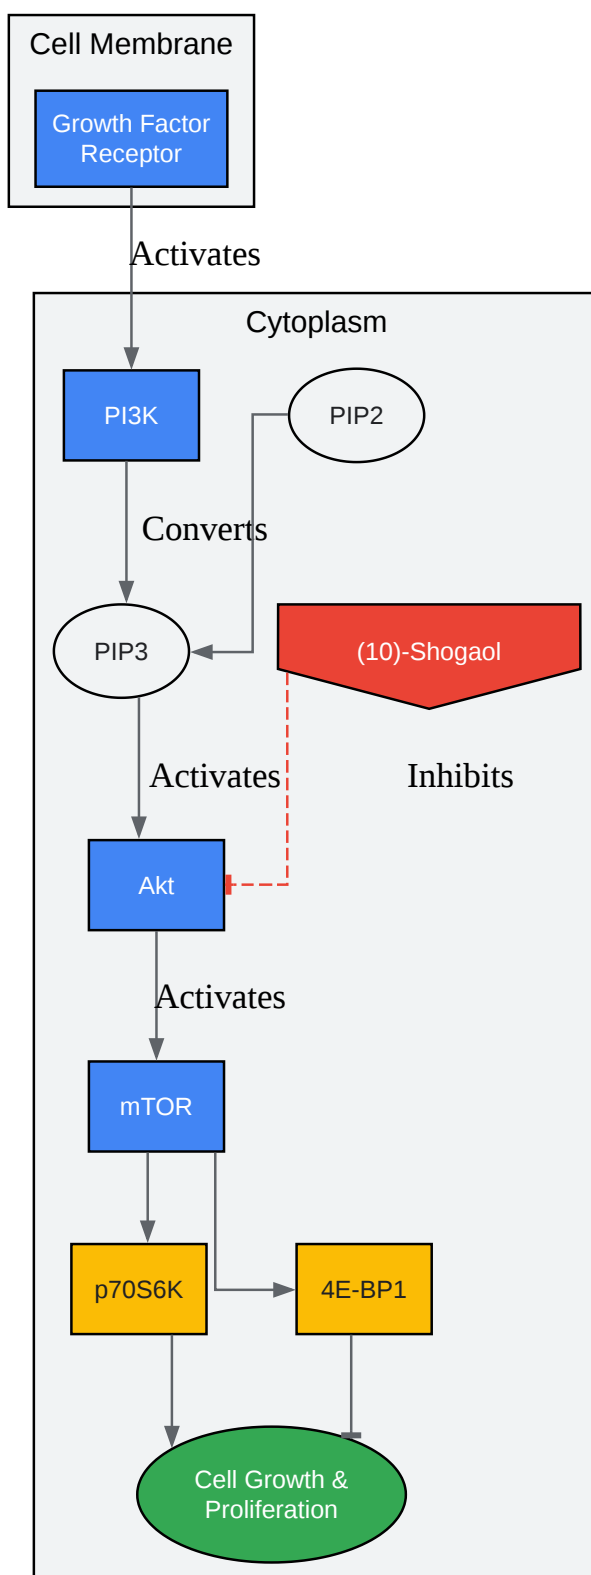 Cell Membrane
Growth Factor
Receptor
Activates
Cytoplasm
PI3K
PIP2
Converts
PIP3
(10)-Shogaol
Activates
Inhibits
Akt
Activates
mTOR
p70S6K
4E-BP1
Cell Growth &
Proliferation